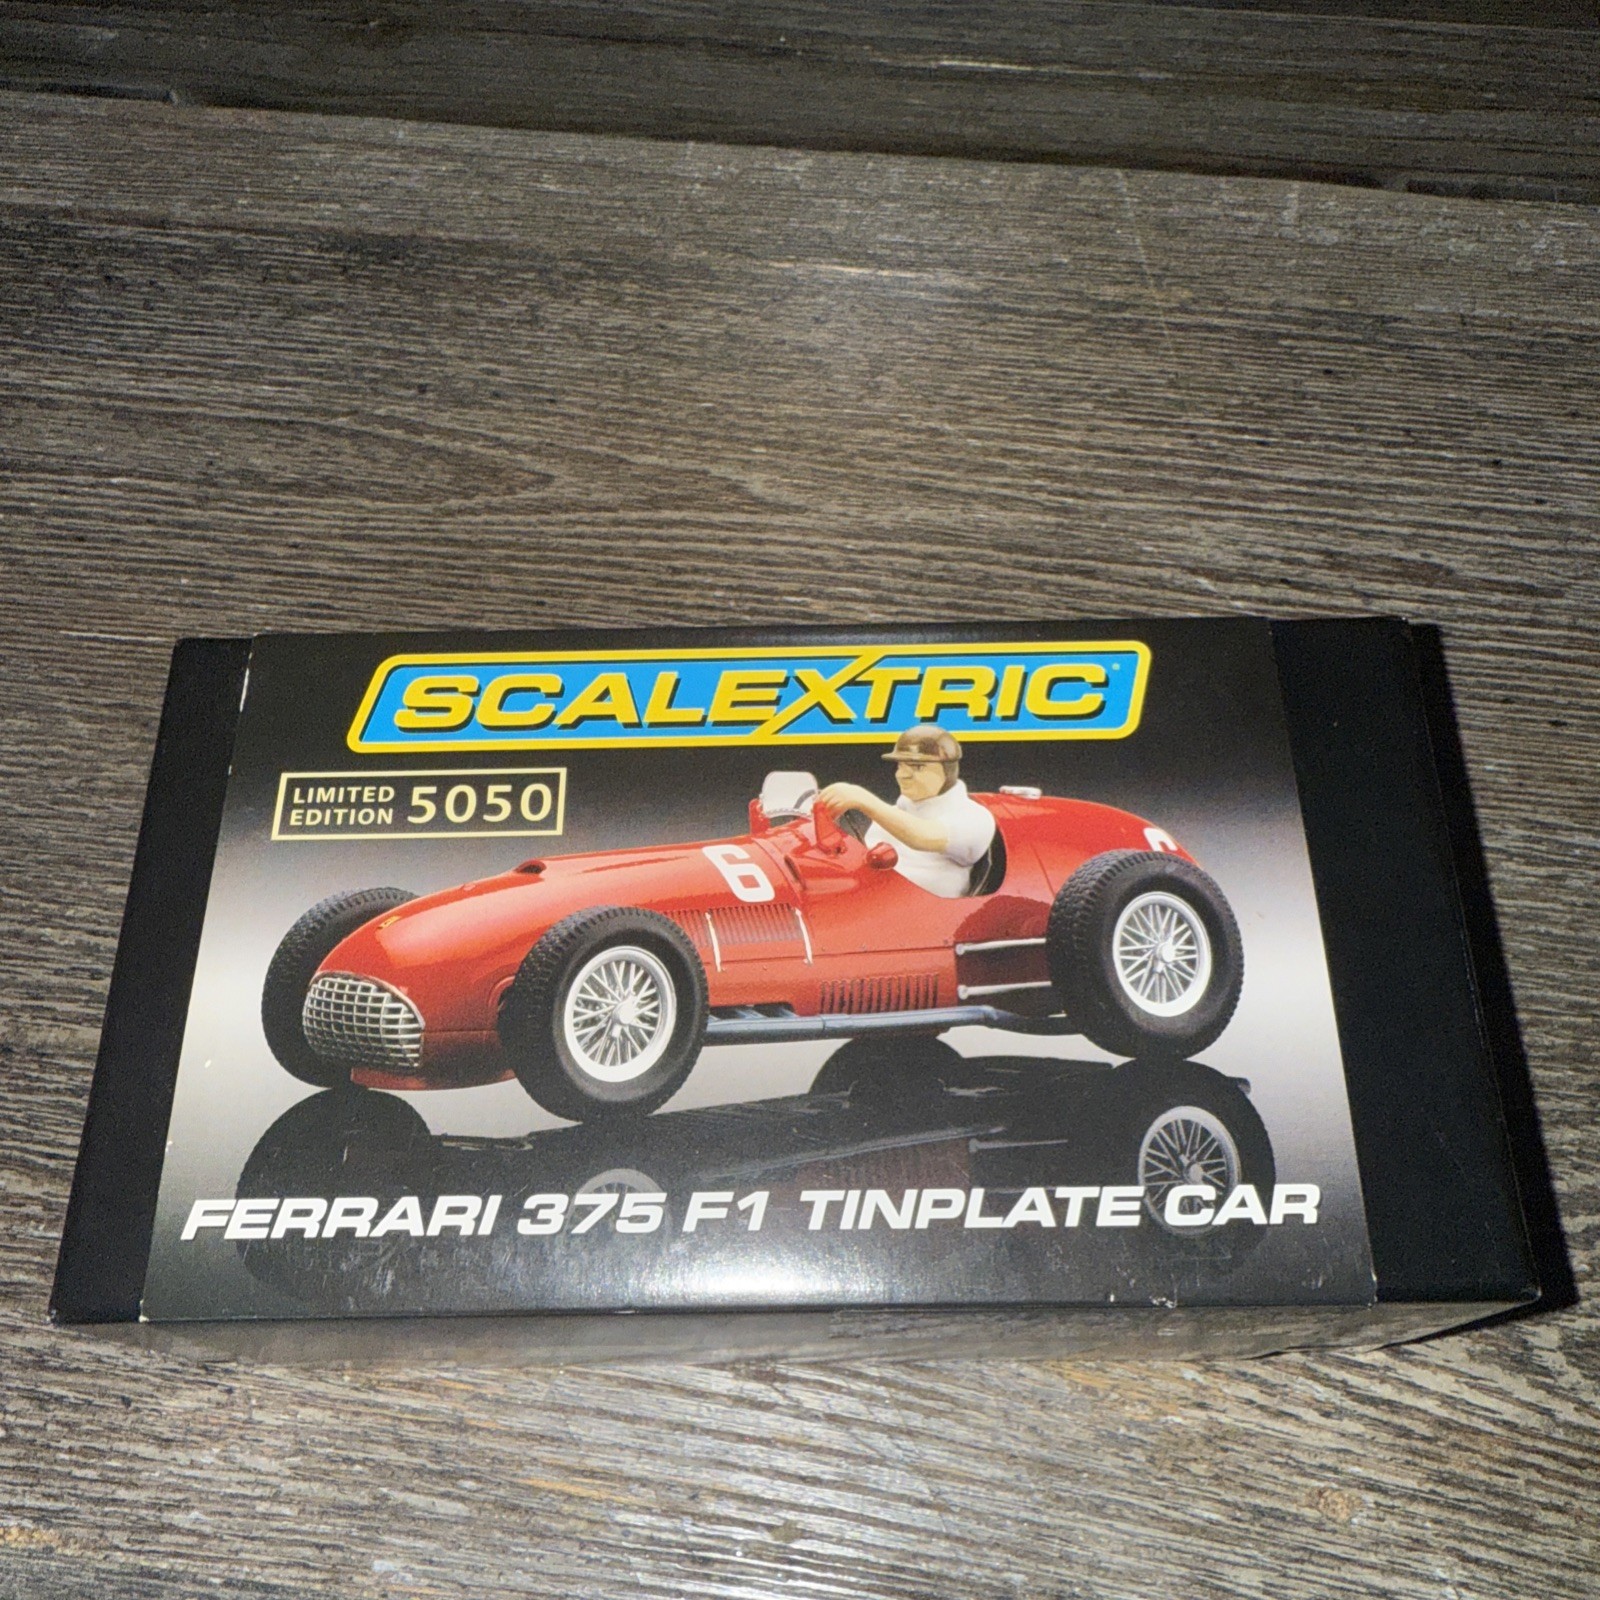 SCALEXTRIC
LIMITED
EDITION 5050
6
FERRARI 375 F1 TINPLATE CAR